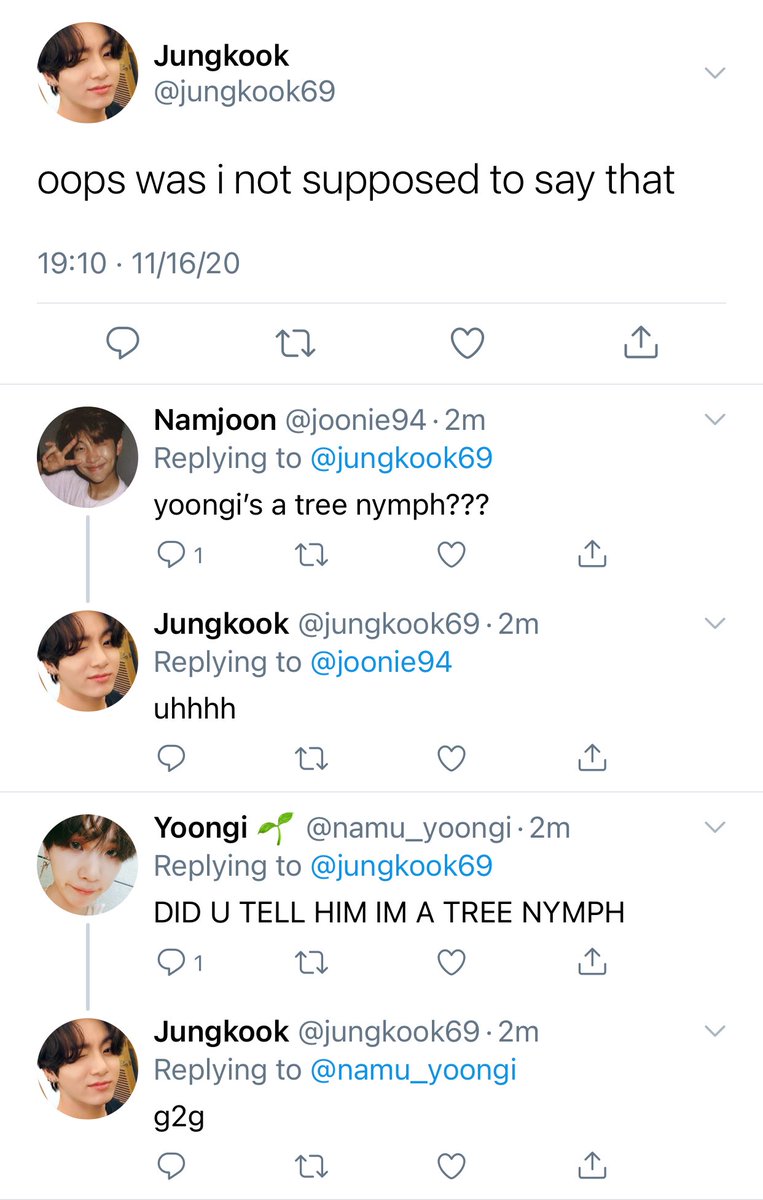 Jungkook
@jungkook69
oops was i not supposed to say that
19:10 · 11/16/20
Namjoon @joonie94 · 2m
Replying to @jungkook69
yoongi’s a tree nymph???
1
Jungkook @jungkook69 · 2m
Replying to @joonie94
uhhhh
Yoongi 🌱 @namu_yoongi · 2m
Replying to @jungkook69
DID U TELL HIM IM A TREE NYMPH
1
Jungkook @jungkook69 · 2m
Replying to @namu_yoongi
g2g